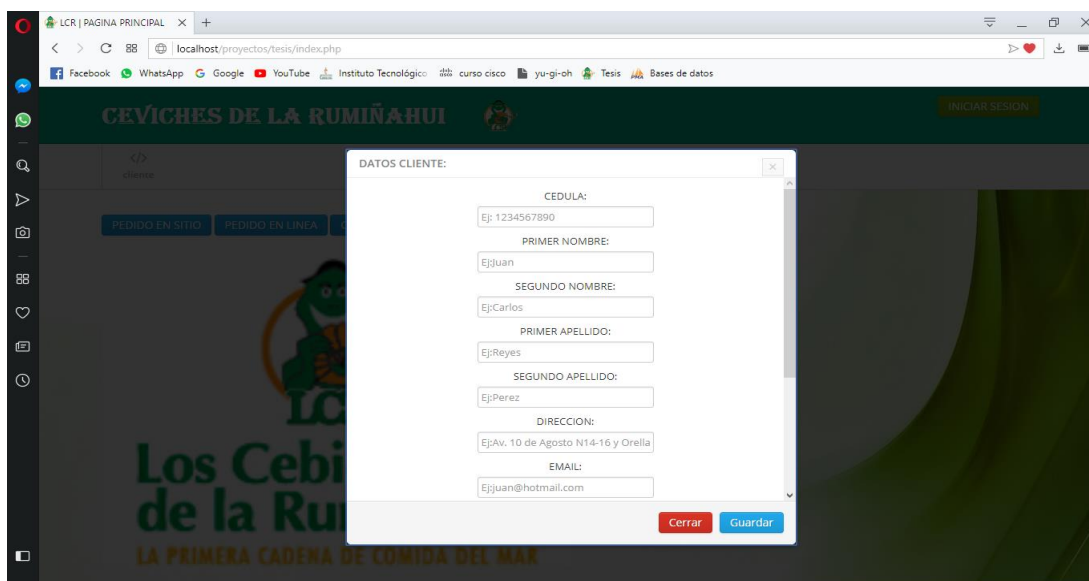 LCR | PAGINA PRINCIPAL
localhost/proyectos/tesis/index.php
Facebook WhatsApp Google YouTube Instituto Tecnológico curso cisco yu-gi-oh Tesis Bases de datos
CEVICHES DE LA RUMIÑAHUI
INICIAR SESION
</>
cliente
PEDIDO EN SITIO PEDIDO EN LINEA
DATOS CLIENTE:
CEDULA:
Ej: 1234567890
PRIMER NOMBRE:
Ej:Juan
SEGUNDO NOMBRE:
Ej:Carlos
PRIMER APELLIDO:
Ej:Reyes
SEGUNDO APELLIDO:
Ej:Perez
DIRECCION:
Ej:Av. 10 de Agosto N14-16 y Orella
EMAIL:
Ej:juan@hotmail.com
Cerrar Guardar
LC
Los Cebi
de la Ru
LA PRIMERA CADENA DE COMIDA DEL MAR